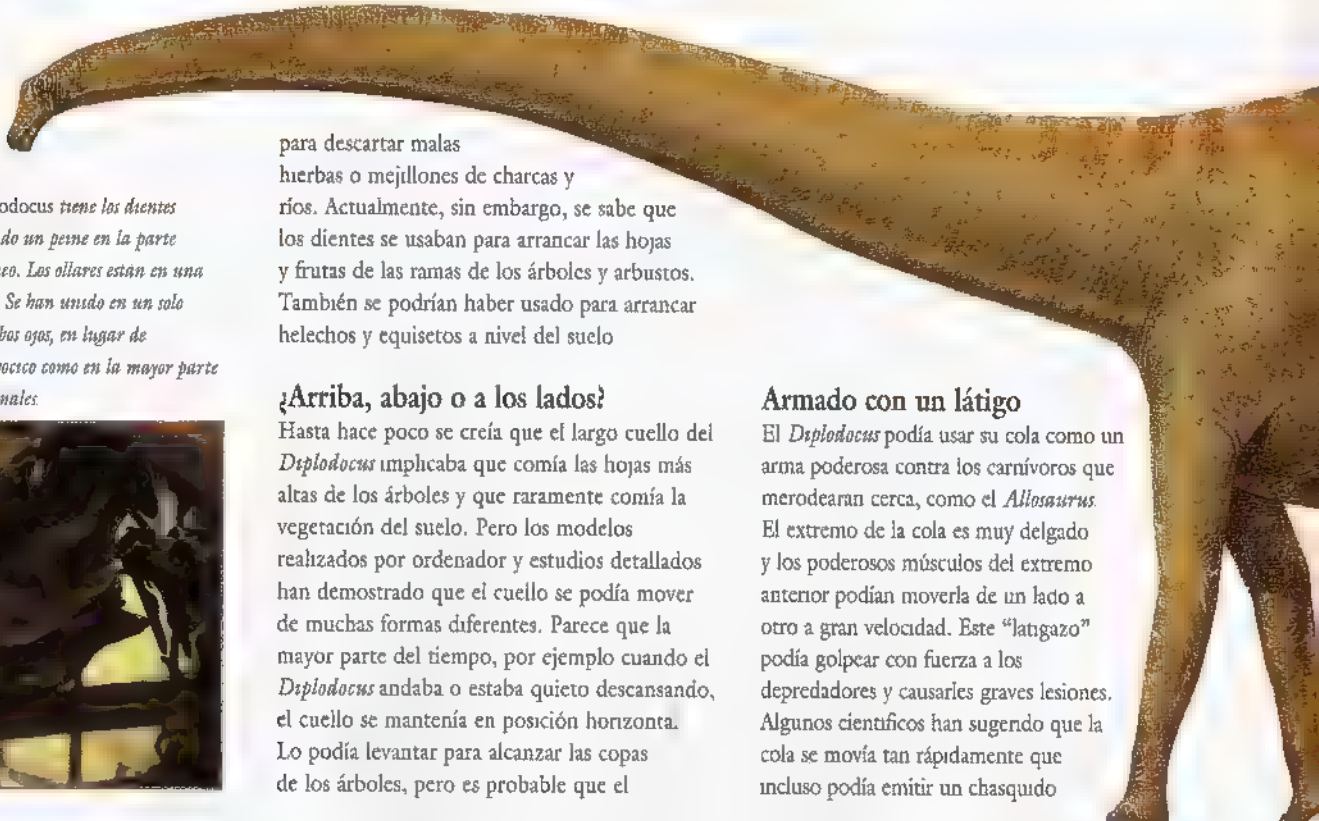 odocus tiene los dientes
do un peine en la parte
eo. Los ollares están en una
Se han unido en un solo
bos ojos, en lugar de
ocico como en la mayor parte
males.
para descartar malas
hierbas o mejillones de charcas y
ríos. Actualmente, sin embargo, se sabe que
los dientes se usaban para arrancar las hojas
y frutas de las ramas de los árboles y arbustos.
También se podrían haber usado para arrancar
helechos y equisetos a nivel del suelo
¿Arriba, abajo o a los lados?
Hasta hace poco se creía que el largo cuello del
Diplodocus implicaba que comía las hojas más
altas de los árboles y que raramente comía la
vegetación del suelo. Pero los modelos
realizados por ordenador y estudios detallados
han demostrado que el cuello se podía mover
de muchas formas diferentes. Parece que la
mayor parte del tiempo, por ejemplo cuando el
Diplodocus andaba o estaba quieto descansando,
el cuello se mantenía en posición horizonta.
Lo podía levantar para alcanzar las copas
de los árboles, pero es probable que el
Armado con un látigo
El Diplodocus podía usar su cola como un
arma poderosa contra los carnívoros que
merodearan cerca, como el Allosaurus.
El extremo de la cola es muy delgado
y los poderosos músculos del extremo
anterior podían moverla de un lado a
otro a gran velocidad. Este “latigazo”
podía golpear con fuerza a los
depredadores y causarles graves lesiones.
Algunos científicos han sugerido que la
cola se movía tan rápidamente que
incluso podía emitir un chasquido